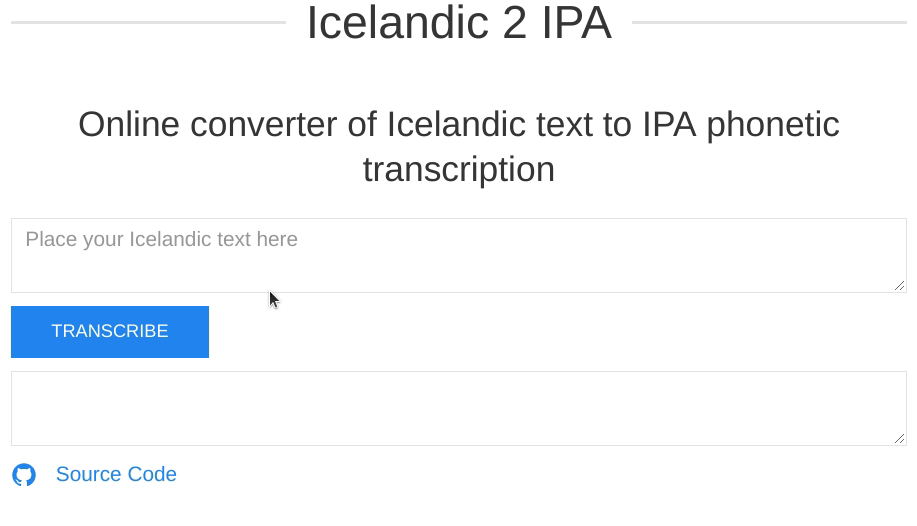 Icelandic 2 IPA
Online converter of Icelandic text to IPA phonetic
transcription
Place your Icelandic text here
TRANSCRIBE
Source Code